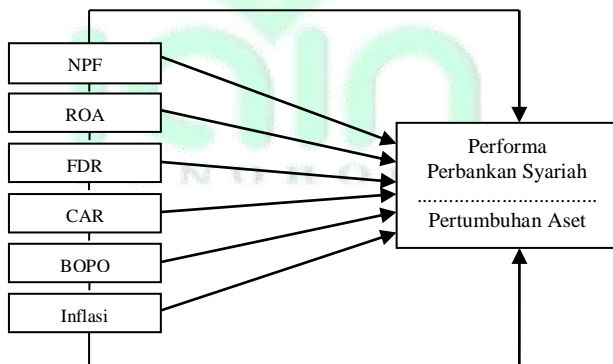 NPF
ROA
FDR
CAR
BOPO
Inflasi
Performa
Perbankan Syariah
..................................
Pertumbuhan Aset